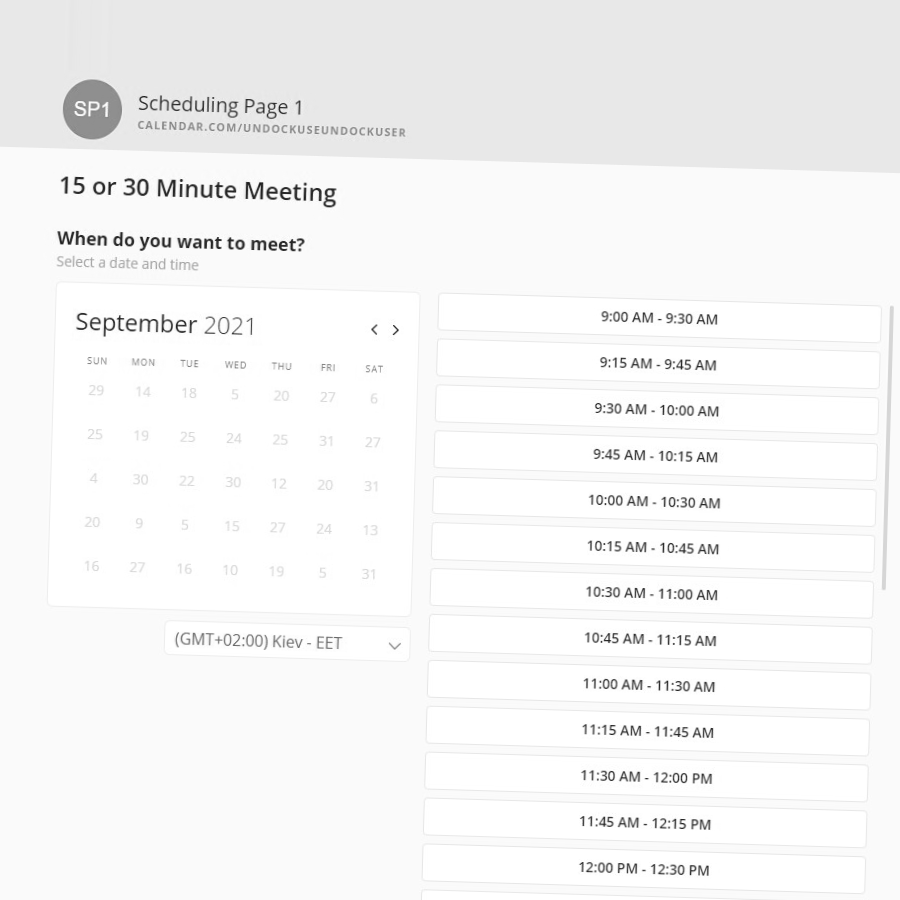 SP1
Scheduling Page 1
CALENDAR.COM/UNDOCKUSEUNDOCKUSER
15 or 30 Minute Meeting
When do you want to meet?
Select a date and time
September 2021
SUN MON TUE WED THU FRI SAT
29 14 18 5 20 27 6
25 19 25 24 25 31 27
4 30 22 30 12 20 31
20 9 5 15 27 24 13
16 27 16 10 19 5 31
(GMT+02:00) Kiev - EET
9:00 AM - 9:30 AM
9:15 AM - 9:45 AM
9:30 AM - 10:00 AM
9:45 AM - 10:15 AM
10:00 AM - 10:30 AM
10:15 AM - 10:45 AM
10:30 AM - 11:00 AM
10:45 AM - 11:15 AM
11:00 AM - 11:30 AM
11:15 AM - 11:45 AM
11:30 AM - 12:00 PM
11:45 AM - 12:15 PM
12:00 PM - 12:30 PM